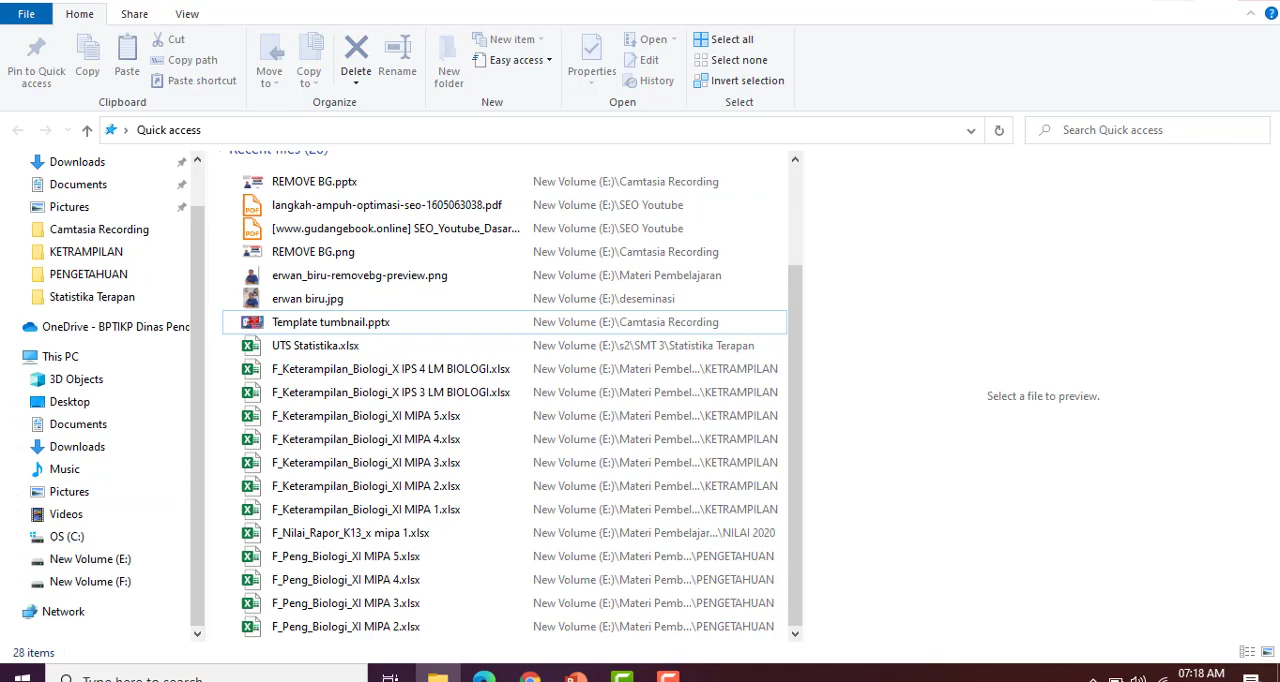 File Home Share View
Pin to Quick access
Copy
Paste
Cut
Copy path
Paste shortcut
Clipboard
Move to
Copy to
Delete
Rename
Organize
New folder
New item
Easy access
New
Properties
Open
Edit
History
Open
Select all
Select none
Invert selection
Select
Quick access
Search Quick access
Downloads
Documents
Pictures
Camtasia Recording
KETRAMPILAN
PENGETAHUAN
Statistika Terapan
OneDrive - BPTIKP Dinas Penc
This PC
3D Objects
Desktop
Documents
Downloads
Music
Pictures
Videos
OS (C:)
New Volume (E:)
New Volume (F:)
Network
Recent files (20)
REMOVE BG.pptx New Volume (E:)\Camtasia Recording
langkah-ampuh-optimasi-seo-1605063038.pdf New Volume (E:)\SEO Youtube
[www.gudangebook.online] SEO_Youtube_Dasar... New Volume (E:)\SEO Youtube
REMOVE BG.png New Volume (E:)\Camtasia Recording
erwan_biru-removebg-preview.png New Volume (E:)\Materi Pembelajaran
erwan biru.jpg New Volume (E:)\deseminasi
Template tumbnail.pptx New Volume (E:)\Camtasia Recording
UTS Statistika.xlsx New Volume (E:)\s2\SMT 3\Statistika Terapan
F_Keterampilan_Biologi_X IPS 4 LM BIOLOGI.xlsx New Volume (E:)\Materi Pembel...\KETRAMPILAN
F_Keterampilan_Biologi_X IPS 3 LM BIOLOGI.xlsx New Volume (E:)\Materi Pembel...\KETRAMPILAN
F_Keterampilan_Biologi_XI MIPA 5.xlsx New Volume (E:)\Materi Pembel...\KETRAMPILAN
F_Keterampilan_Biologi_XI MIPA 4.xlsx New Volume (E:)\Materi Pembel...\KETRAMPILAN
F_Keterampilan_Biologi_XI MIPA 3.xlsx New Volume (E:)\Materi Pembel...\KETRAMPILAN
F_Keterampilan_Biologi_XI MIPA 2.xlsx New Volume (E:)\Materi Pembel...\KETRAMPILAN
F_Keterampilan_Biologi_XI MIPA 1.xlsx New Volume (E:)\Materi Pembel...\KETRAMPILAN
F_Nilai_Rapor_K13_x mipa 1.xlsx New Volume (E:)\Materi Pembelajar...\NILAI 2020
F_Peng_Biologi_XI MIPA 5.xlsx New Volume (E:)\Materi Pemb...\PENGETAHUAN
F_Peng_Biologi_XI MIPA 4.xlsx New Volume (E:)\Materi Pemb...\PENGETAHUAN
F_Peng_Biologi_XI MIPA 3.xlsx New Volume (E:)\Materi Pemb...\PENGETAHUAN
F_Peng_Biologi_XI MIPA 2.xlsx New Volume (E:)\Materi Pemb...\PENGETAHUAN
Select a file to preview.
28 items
Type here to search
07:18 AM